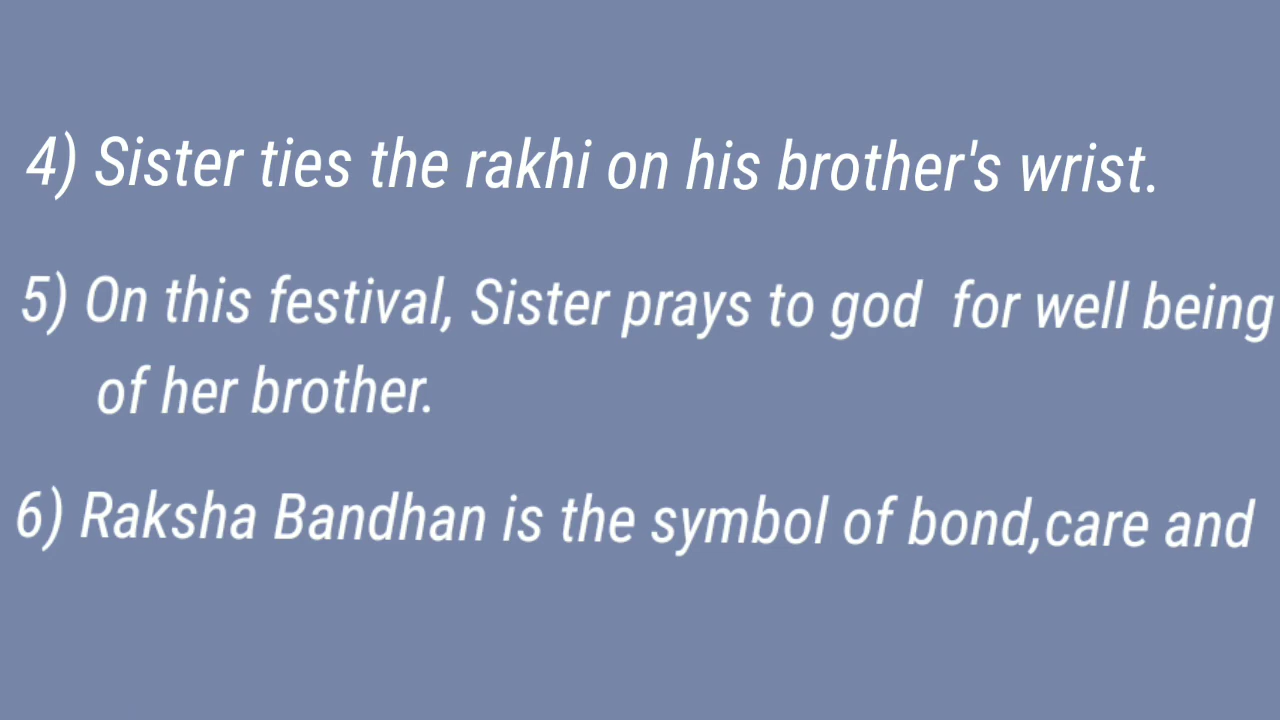 4) Sister ties the rakhi on his brother's wrist.
5) On this festival, Sister prays to god  for well being
of her brother.
6) Raksha Bandhan is the symbol of bond,care and